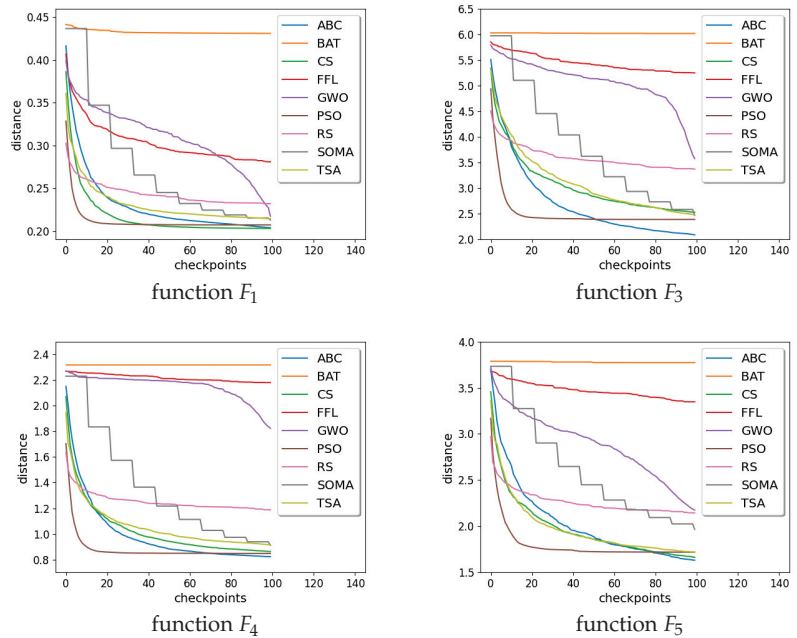 0.45
0.40
0.35
0.30
0.25
0.20
distance
0 20 40 60 80 100 120 140
checkpoints
ABC
BAT
CS
FFL
GWO
PSO
RS
SOMA
TSA
function F1
6.5
6.0
5.5
5.0
4.5
4.0
3.5
3.0
2.5
2.0
distance
0 20 40 60 80 100 120 140
checkpoints
ABC
BAT
CS
FFL
GWO
PSO
RS
SOMA
TSA
function F3
2.4
2.2
2.0
1.8
1.6
1.4
1.2
1.0
0.8
distance
0 20 40 60 80 100 120 140
checkpoints
ABC
BAT
CS
FFL
GWO
PSO
RS
SOMA
TSA
function F4
4.0
3.5
3.0
2.5
2.0
1.5
distance
0 20 40 60 80 100 120 140
checkpoints
ABC
BAT
CS
FFL
GWO
PSO
RS
SOMA
TSA
function F5